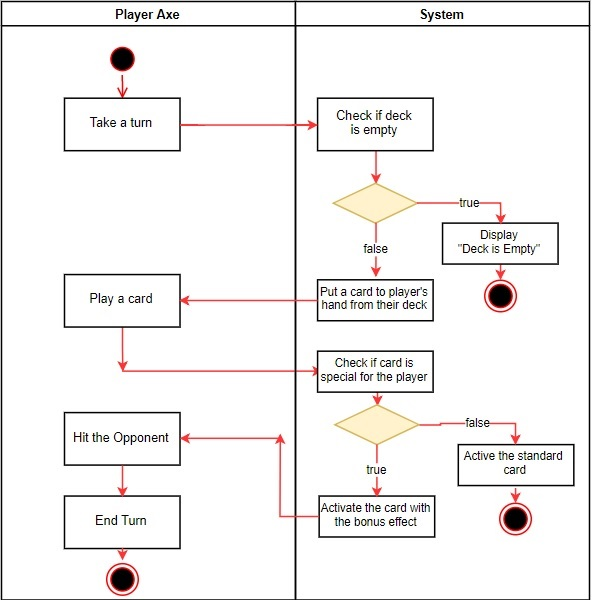 Player Axe
System
Take a turn
Check if deck
is empty
true
Display
"Deck is Empty"
false
Put a card to player's
hand from their deck
Play a card
Check if card is
special for the player
false
Active the standard
card
true
Hit the Opponent
Activate the card with
the bonus effect
End Turn